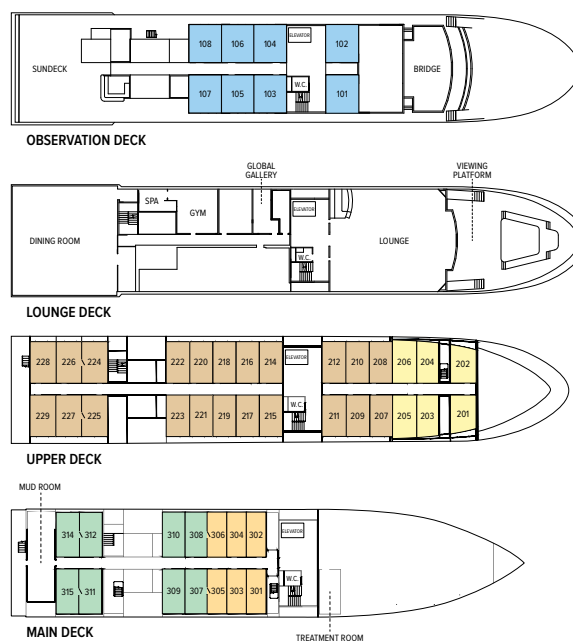 108 106 104 ELEVATOR 102
SUNDECK BRIDGE
W.C.
107 105 103 101
OBSERVATION DECK
GLOBAL
GALLERY
VIEWING
PLATFORM
SPA
GYM
ELEVATOR
DINING ROOM LOUNGE
W.C.
LOUNGE DECK
228 226 224 222 220 218 216 214 ELEVATOR 212 210 208 206 204 202
W.C.
229 227 225 223 221 219 217 215 211 209 207 205 203 201
UPPER DECK
MUD ROOM
314 312 310 308 306 304 302 ELEVATOR
W.C.
315 311 309 307 305 303 301
MAIN DECK
TREATMENT ROOM